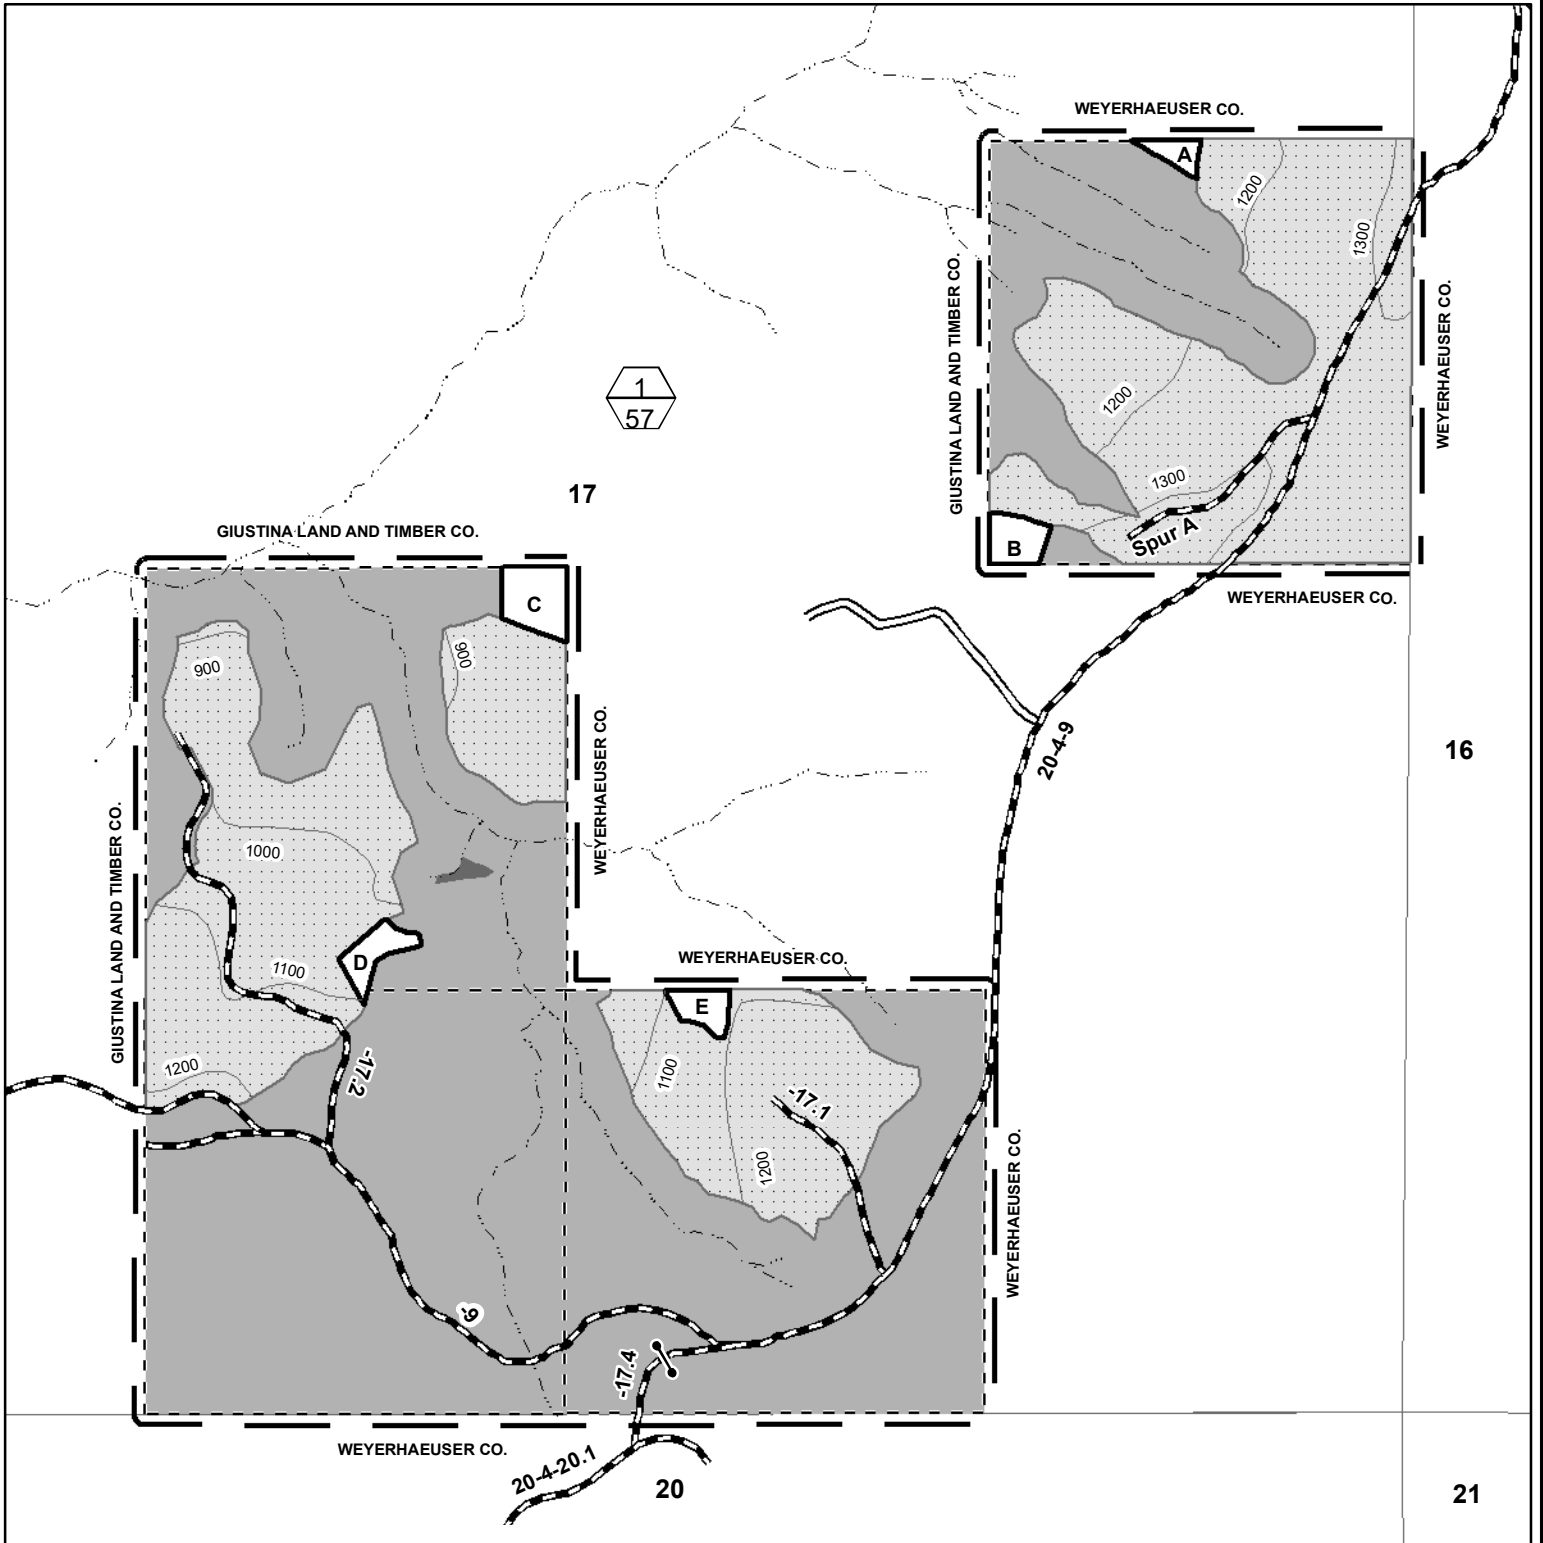 WEYERHAEUSER CO.
A
1200
1300
GIUSTINA LAND AND TIMBER CO.
WEYERHAEUSER CO.
1
57
1200
1300
17
Spur A
B
GIUSTINA LAND AND TIMBER CO.
WEYERHAEUSER CO.
C
900
900
WEYERHAEUSER CO.
20-4-9
16
GIUSTINA LAND AND TIMBER CO.
1000
D
1100
WEYERHAEUSER CO.
E
1200
-17.2
1100
-17.1
1200
WEYERHAEUSER CO.
-9
-17.4
WEYERHAEUSER CO.
20-4-20.1
20
21